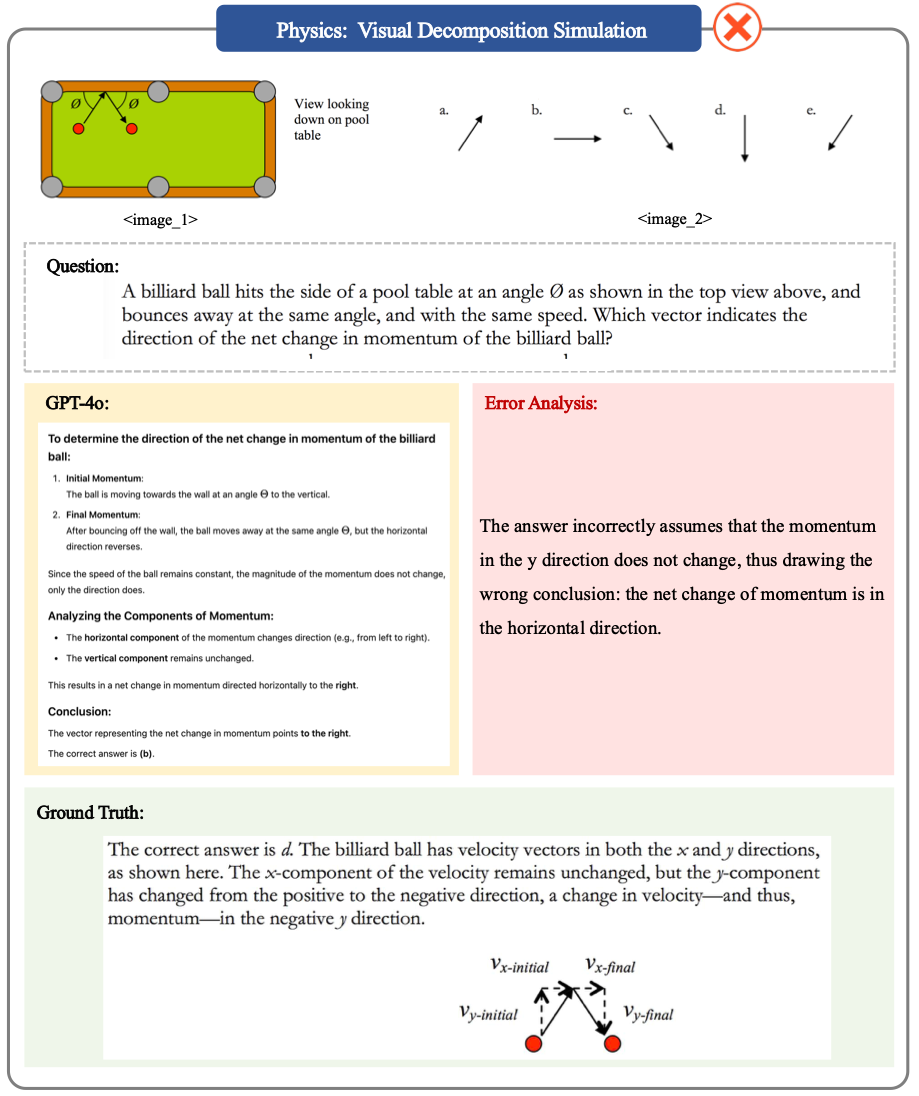 Physics: Visual Decomposition Simulation
Ø Ø
View looking
down on pool
table
a. b. c. d. e.
<image_1>
<image_2>
Question:
A billiard ball hits the side of a pool table at an angle Ø as shown in the top view above, and
bounces away at the same angle, and with the same speed. Which vector indicates the
direction of the net change in momentum of the billiard ball?
GPT-4o:
To determine the direction of the net change in momentum of the billiard
ball:
1. Initial Momentum:
The ball is moving towards the wall at an angle Θ to the vertical.
2. Final Momentum:
After bouncing off the wall, the ball moves away at the same angle Θ, but the horizontal
direction reverses.
Since the speed of the ball remains constant, the magnitude of the momentum does not change,
only the direction does.
Analyzing the Components of Momentum:
• The horizontal component of the momentum changes direction (e.g., from left to right).
• The vertical component remains unchanged.
This results in a net change in momentum directed horizontally to the right.
Conclusion:
The vector representing the net change in momentum points to the right.
The correct answer is (b).
Error Analysis:
The answer incorrectly assumes that the momentum
in the y direction does not change, thus drawing the
wrong conclusion: the net change of momentum is in
the horizontal direction.
Ground Truth:
The correct answer is d. The billiard ball has velocity vectors in both the x and y directions,
as shown here. The x-component of the velocity remains unchanged, but the y-component
has changed from the positive to the negative direction, a change in velocity—and thus,
momentum—in the negative y direction.
Vx-initial Vx-final
Vy-initial Vy-final